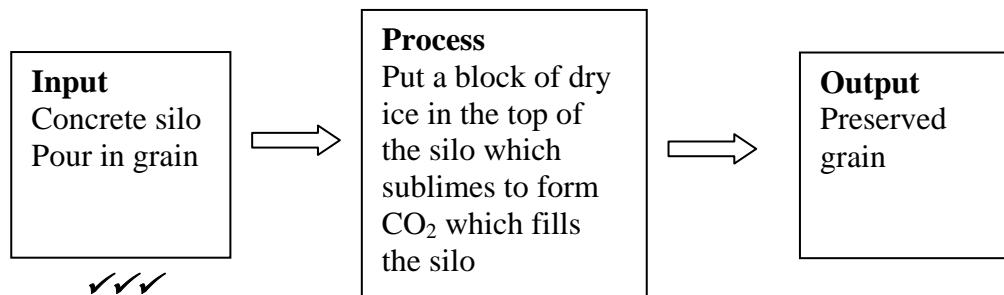 Input
Concrete silo
Pour in grain
✓✓✓
Process
Put a block of dry
ice in the top of
the silo which
sublimes to form
CO₂ which fills
the silo
Output
Preserved
grain